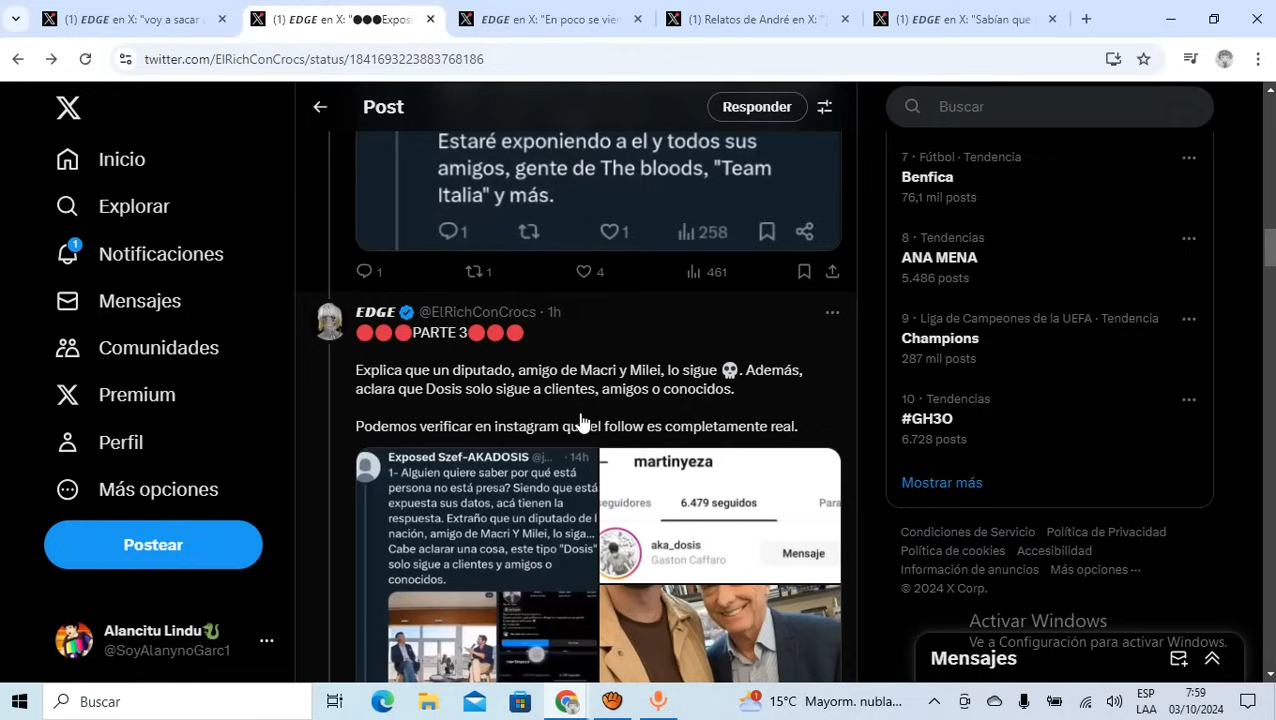 (1) EDGE en X: "voy a sacar
(1) EDGE en X: "●●●Expos
EDGE en X: "En poco se vien
(1) Relatos de André en X: "
(1) EDGE en X: "Sabían que
twitter.com/ElRichConCrocs/status/1841693223883768186
Inicio
Explorar
1
Notificaciones
Mensajes
Comunidades
Premium
Perfil
Más opciones
Postear
Alancitu Lindu
@SoyAlanynoGarc1
Post
Responder
Estaré exponiendo a el y todos sus
amigos, gente de The bloods, "Team
Italia" y más.
1
1
258
1
1
4
461
EDGE @ElRichConCrocs · 1h
🔴🔴🔴PARTE 3🔴🔴🔴
Explica que un diputado, amigo de Macri y Milei, lo sigue 💀. Además,
aclara que Dosis solo sigue a clientes, amigos o conocidos.
Podemos verificar en instagram que el follow es completamente real.
Exposed Szef-AKADOSIS @j... · 14h
1- Alguien quiere saber por qué está
persona no está presa? Siendo que está
expuesta sus datos, acá tienen la
respuesta. Extraño que un diputado de l
nación, amigo de Macri Y Milei, lo siga...
Cabe aclarar una cosa, este tipo "Dosis"
solo sigue a clientes y amigos o
conocidos.
martinyeza
eguidores
6.479 seguidos
Para
aka_dosis
Gaston Caffaro
Mensaje
Buscar
7 · Fútbol · Tendencia
Benfica
76,1 mil posts
8 · Tendencias
ANA MENA
5.486 posts
9 · Liga de Campeones de la UEFA · Tendencia
Champions
287 mil posts
10 · Tendencias
#GH3O
6.728 posts
Mostrar más
Condiciones de Servicio Política de Privacidad
Política de cookies Accesibilidad
Información de anuncios Más opciones ···
© 2024 X Corp.
Activar Windows
Ve a Configuración para activar Windows.
Mensajes
Buscar
15°C Mayorm. nubla...
ESP
LAA
7:59
03/10/2024